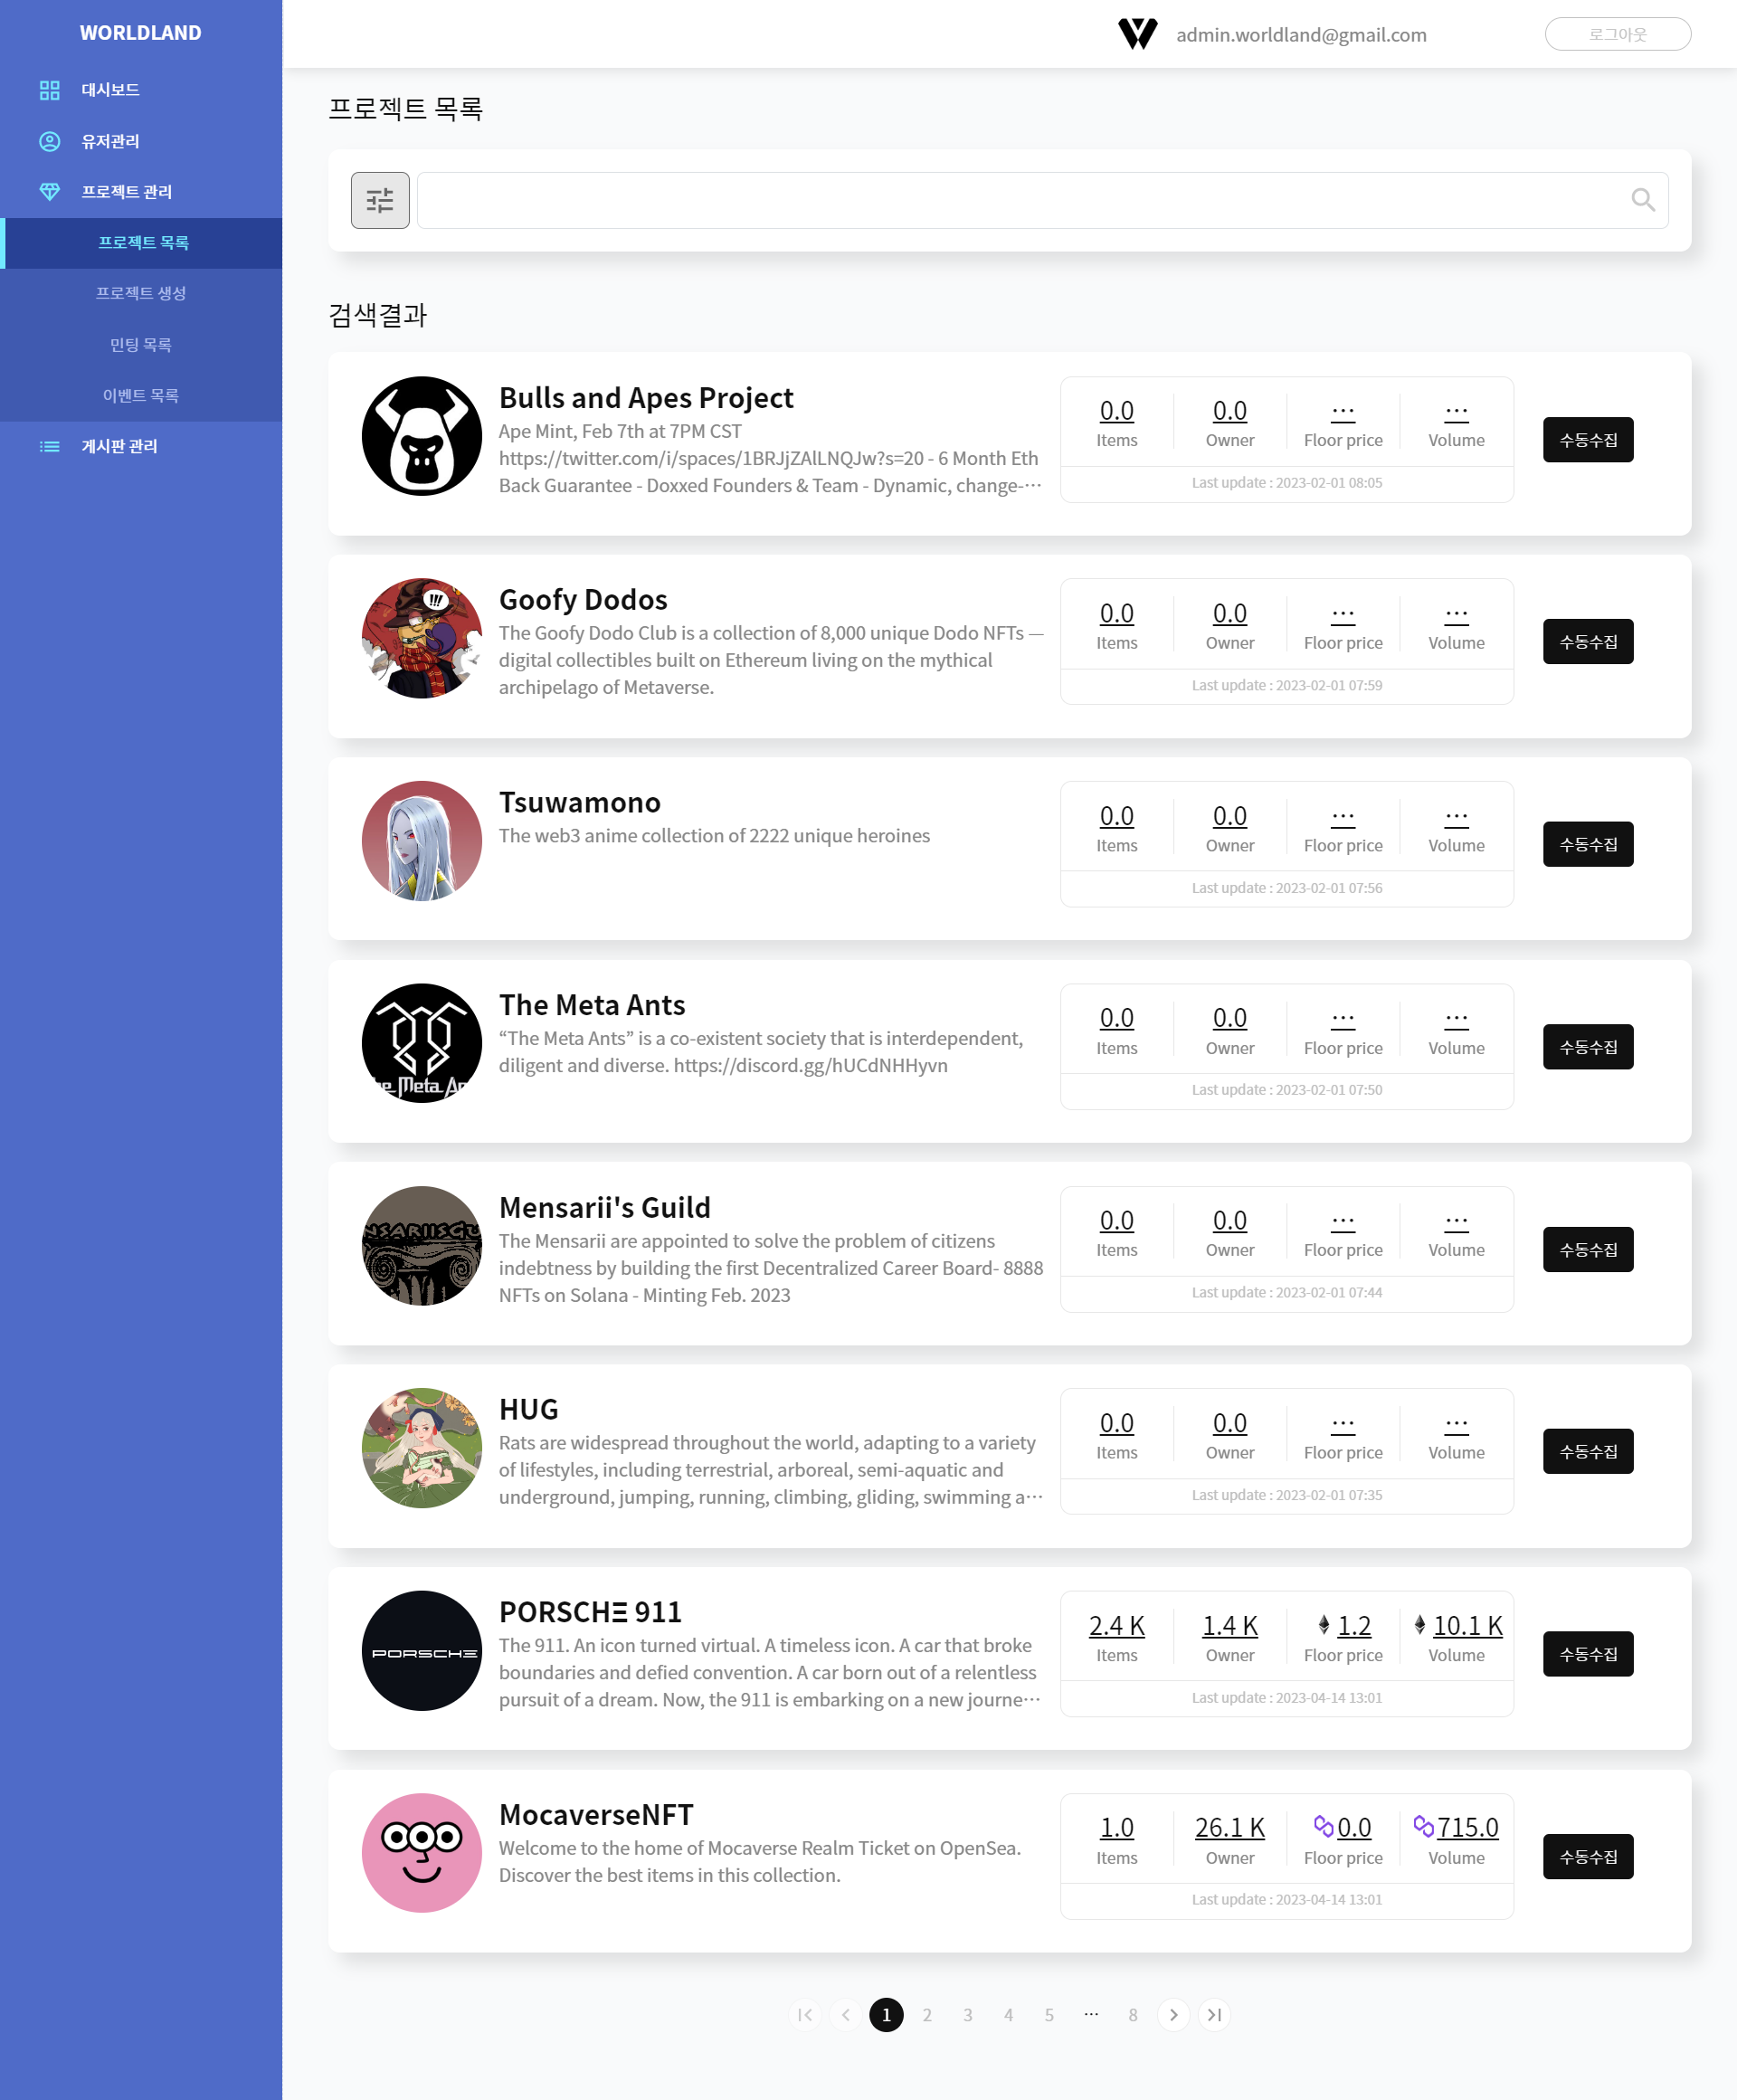 WORLDLAND
대시보드
유저관리
프로젝트 관리
프로젝트 목록
프로젝트 생성
민팅 목록
이벤트 목록
게시판 관리
admin.worldland@gmail.com
로그아웃
프로젝트 목록
검색결과
Bulls and Apes Project
Ape Mint, Feb 7th at 7PM CST
https://twitter.com/i/spaces/1BRJjZAlLNQJw?s=20 - 6 Month Eth
Back Guarantee - Doxxed Founders & Team - Dynamic, change-…
0.0 0.0 … …
Items Owner Floor price Volume
Last update : 2023-02-01 08:05
수동수집
!!!
Goofy Dodos
The Goofy Dodo Club is a collection of 8,000 unique Dodo NFTs —
digital collectibles built on Ethereum living on the mythical
archipelago of Metaverse.
0.0 0.0 … …
Items Owner Floor price Volume
Last update : 2023-02-01 07:59
수동수집
Tsuwamono
The web3 anime collection of 2222 unique heroines
0.0 0.0 … …
Items Owner Floor price Volume
Last update : 2023-02-01 07:56
수동수집
he Meta An
The Meta Ants
“The Meta Ants” is a co-existent society that is interdependent,
diligent and diverse. https://discord.gg/hUCdNHHyvn
0.0 0.0 … …
Items Owner Floor price Volume
Last update : 2023-02-01 07:50
수동수집
NSARIISGU
Mensarii's Guild
The Mensarii are appointed to solve the problem of citizens
indebtness by building the first Decentralized Career Board- 8888
NFTs on Solana - Minting Feb. 2023
0.0 0.0 … …
Items Owner Floor price Volume
Last update : 2023-02-01 07:44
수동수집
HUG
Rats are widespread throughout the world, adapting to a variety
of lifestyles, including terrestrial, arboreal, semi-aquatic and
underground, jumping, running, climbing, gliding, swimming a…
0.0 0.0 … …
Items Owner Floor price Volume
Last update : 2023-02-01 07:35
수동수집
PORSCHΞ
PORSCHΞ 911
The 911. An icon turned virtual. A timeless icon. A car that broke
boundaries and defied convention. A car born out of a relentless
pursuit of a dream. Now, the 911 is embarking on a new journe…
2.4 K 1.4 K 1.2 10.1 K
Items Owner Floor price Volume
Last update : 2023-04-14 13:01
수동수집
MocaverseNFT
Welcome to the home of Mocaverse Realm Ticket on OpenSea.
Discover the best items in this collection.
1.0 26.1 K 0.0 715.0
Items Owner Floor price Volume
Last update : 2023-04-14 13:01
수동수집
1 2 3 4 5 … 8